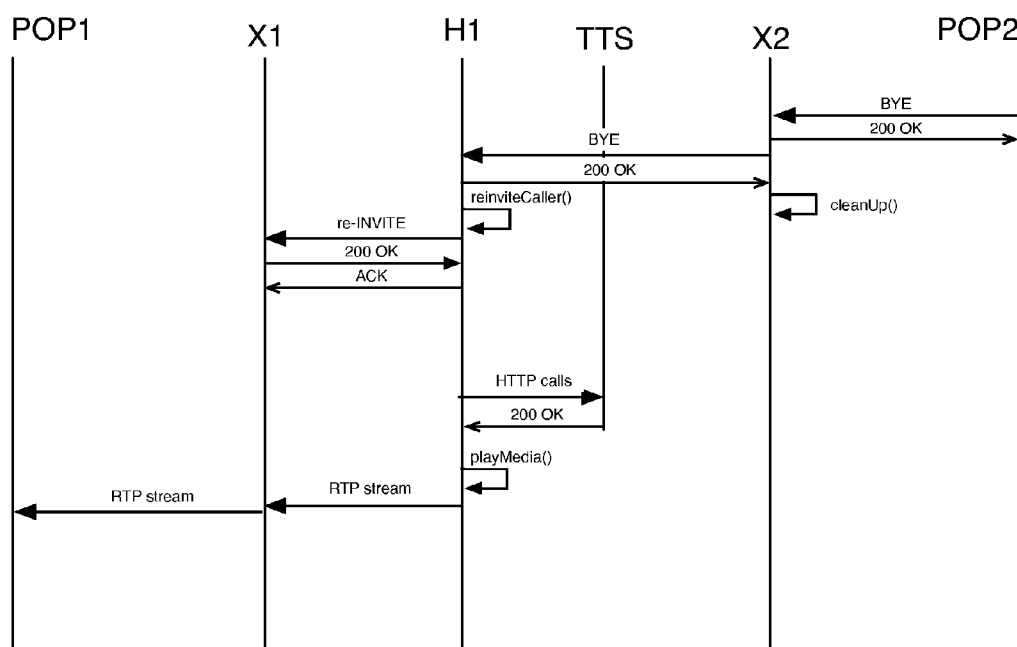 POP1 X1 H1 TTS X2 POP2
BYE
200 OK
BYE
200 OK
reinviteCaller()
cleanUp()
re-INVITE
200 OK
ACK
HTTP calls
200 OK
playMedia()
RTP stream
RTP stream